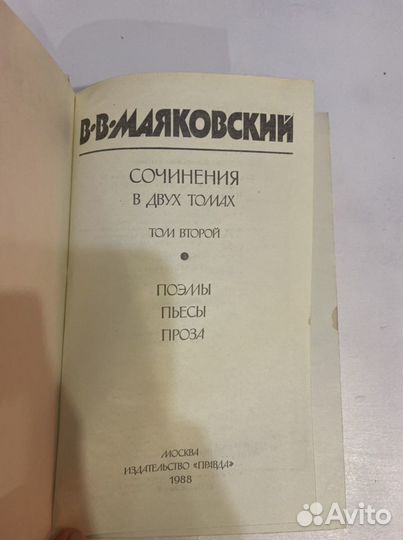 В·В·МАЯКОВСКИЙ
СОЧИНЕНИЯ
В ДВУХ ТОМАХ
ТОМ ВТОРОЙ
ПОЭМЫ
ПЬЕСЫ
ПРОЗА
МОСКВА
ИЗДАТЕЛЬСТВО «ПРАВДА»
1988
Avito